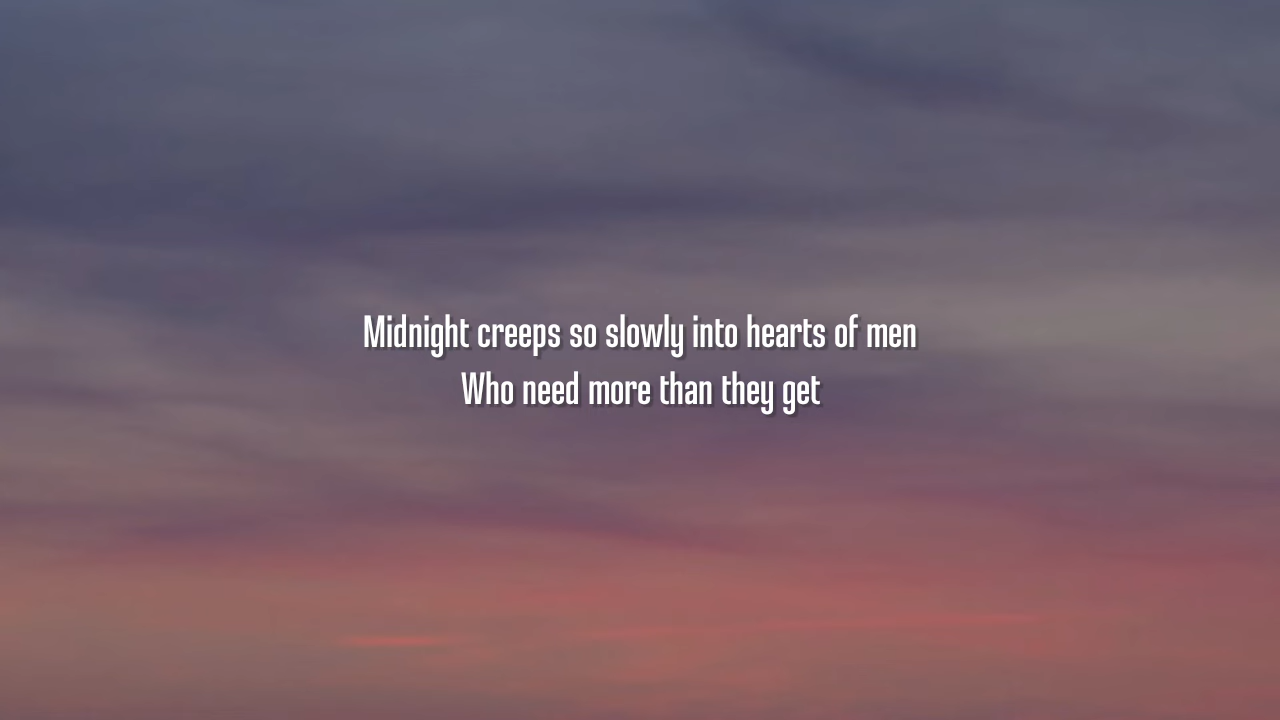 Midnight creeps so slowly into hearts of men
Who need more than they get